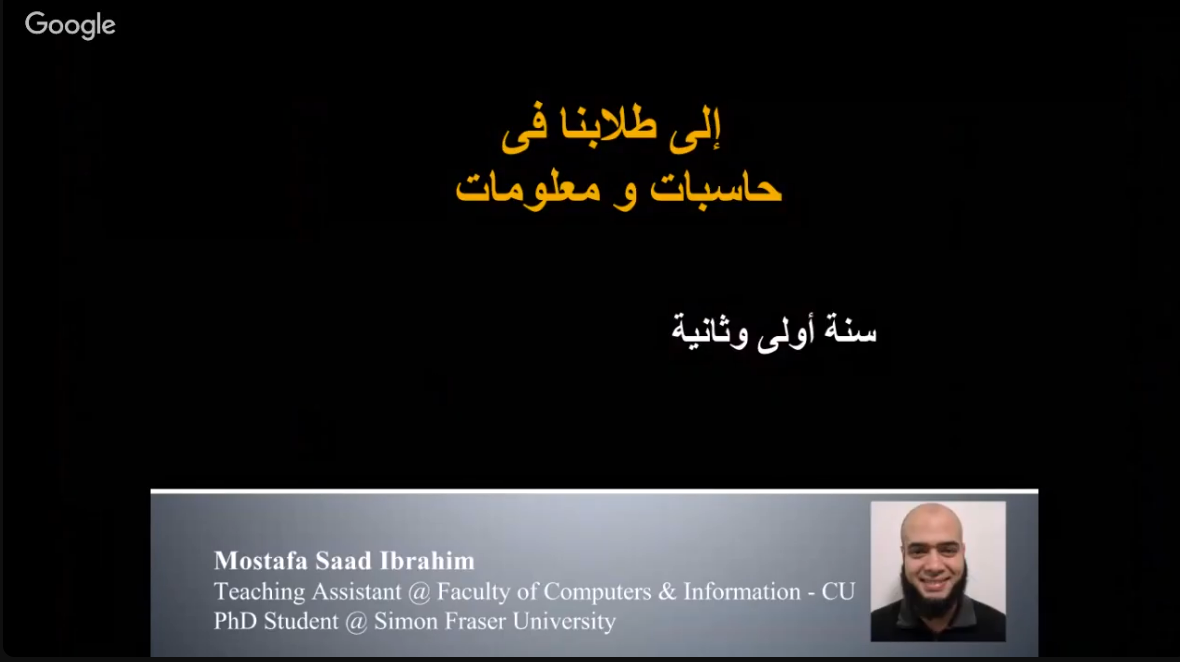 Google
إلى طلابنا فى
حاسبات و معلومات
سنة أولى وثانية
Mostafa Saad Ibrahim
Teaching Assistant @ Faculty of Computers & Information - CU
PhD Student @ Simon Fraser University